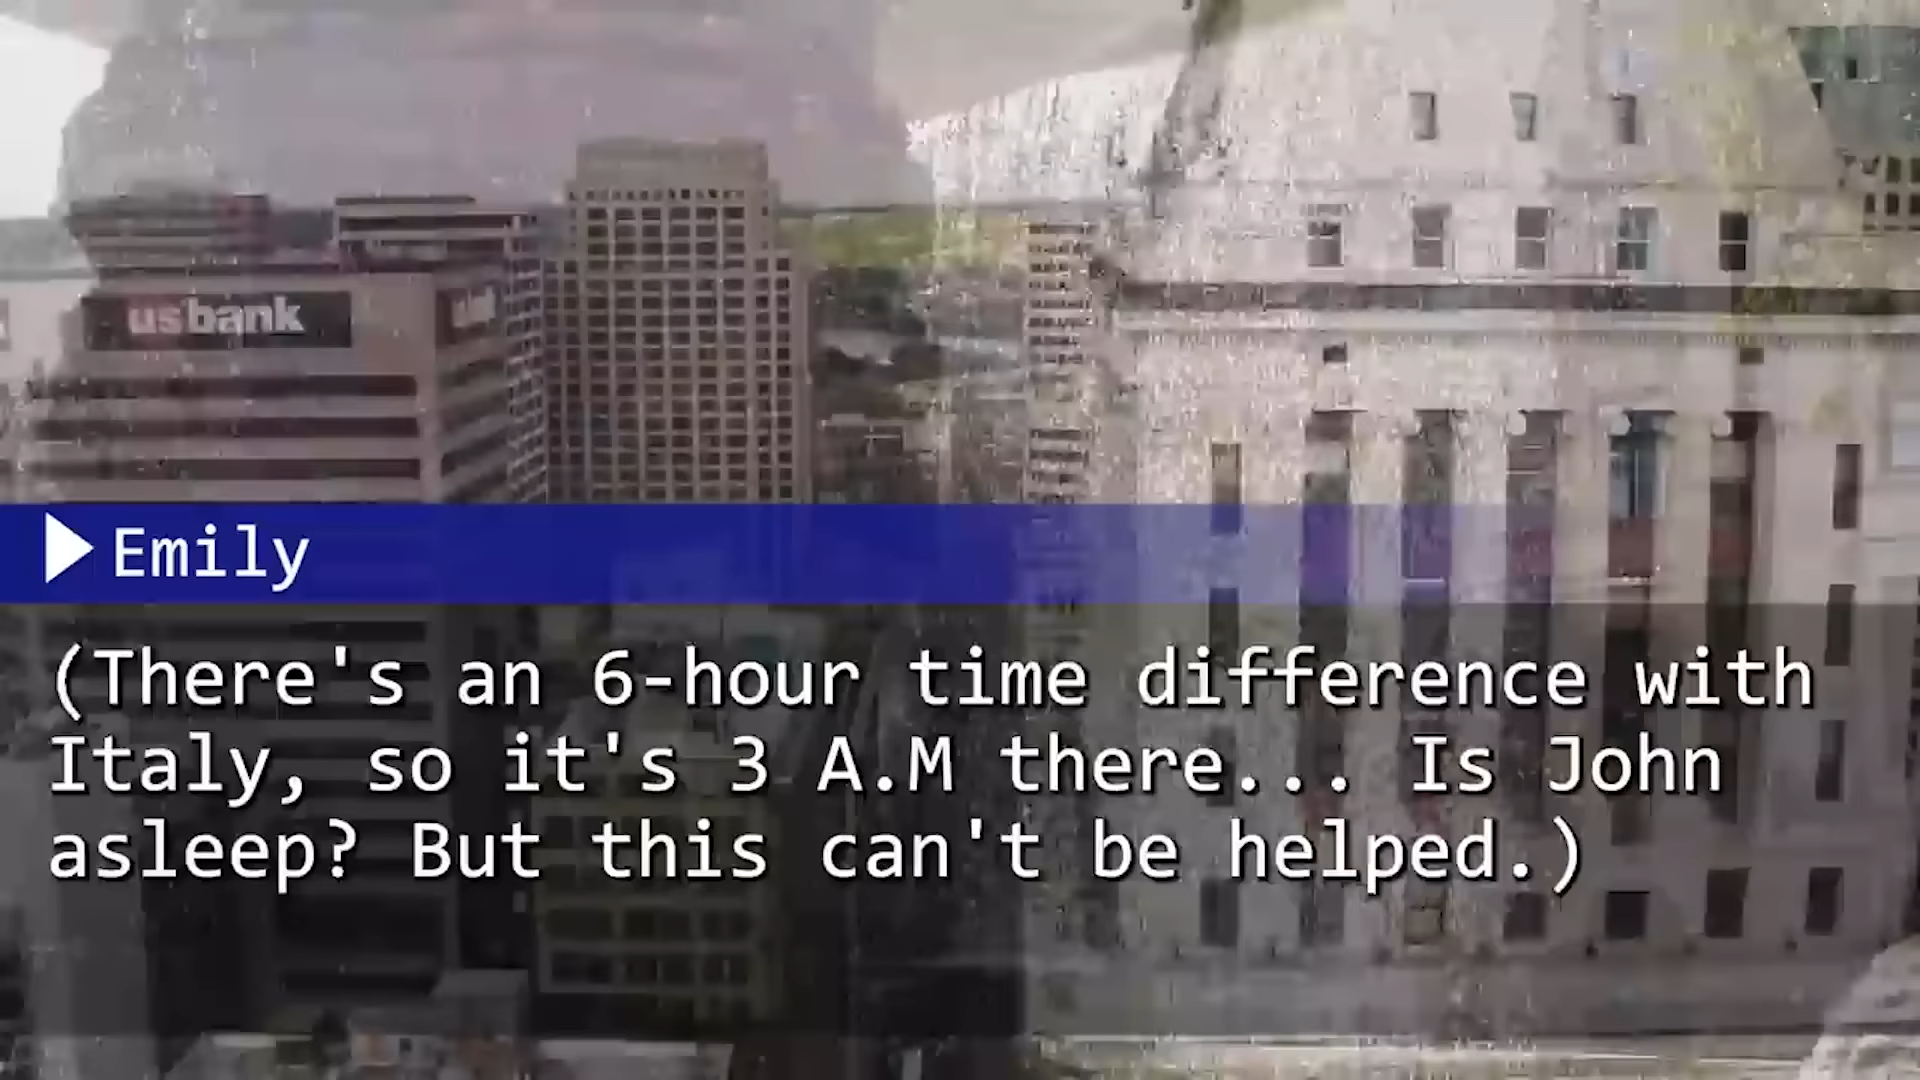 usbank
Emily
(There's an 6-hour time difference with
Italy, so it's 3 A.M there... Is John
asleep? But this can't be helped.)